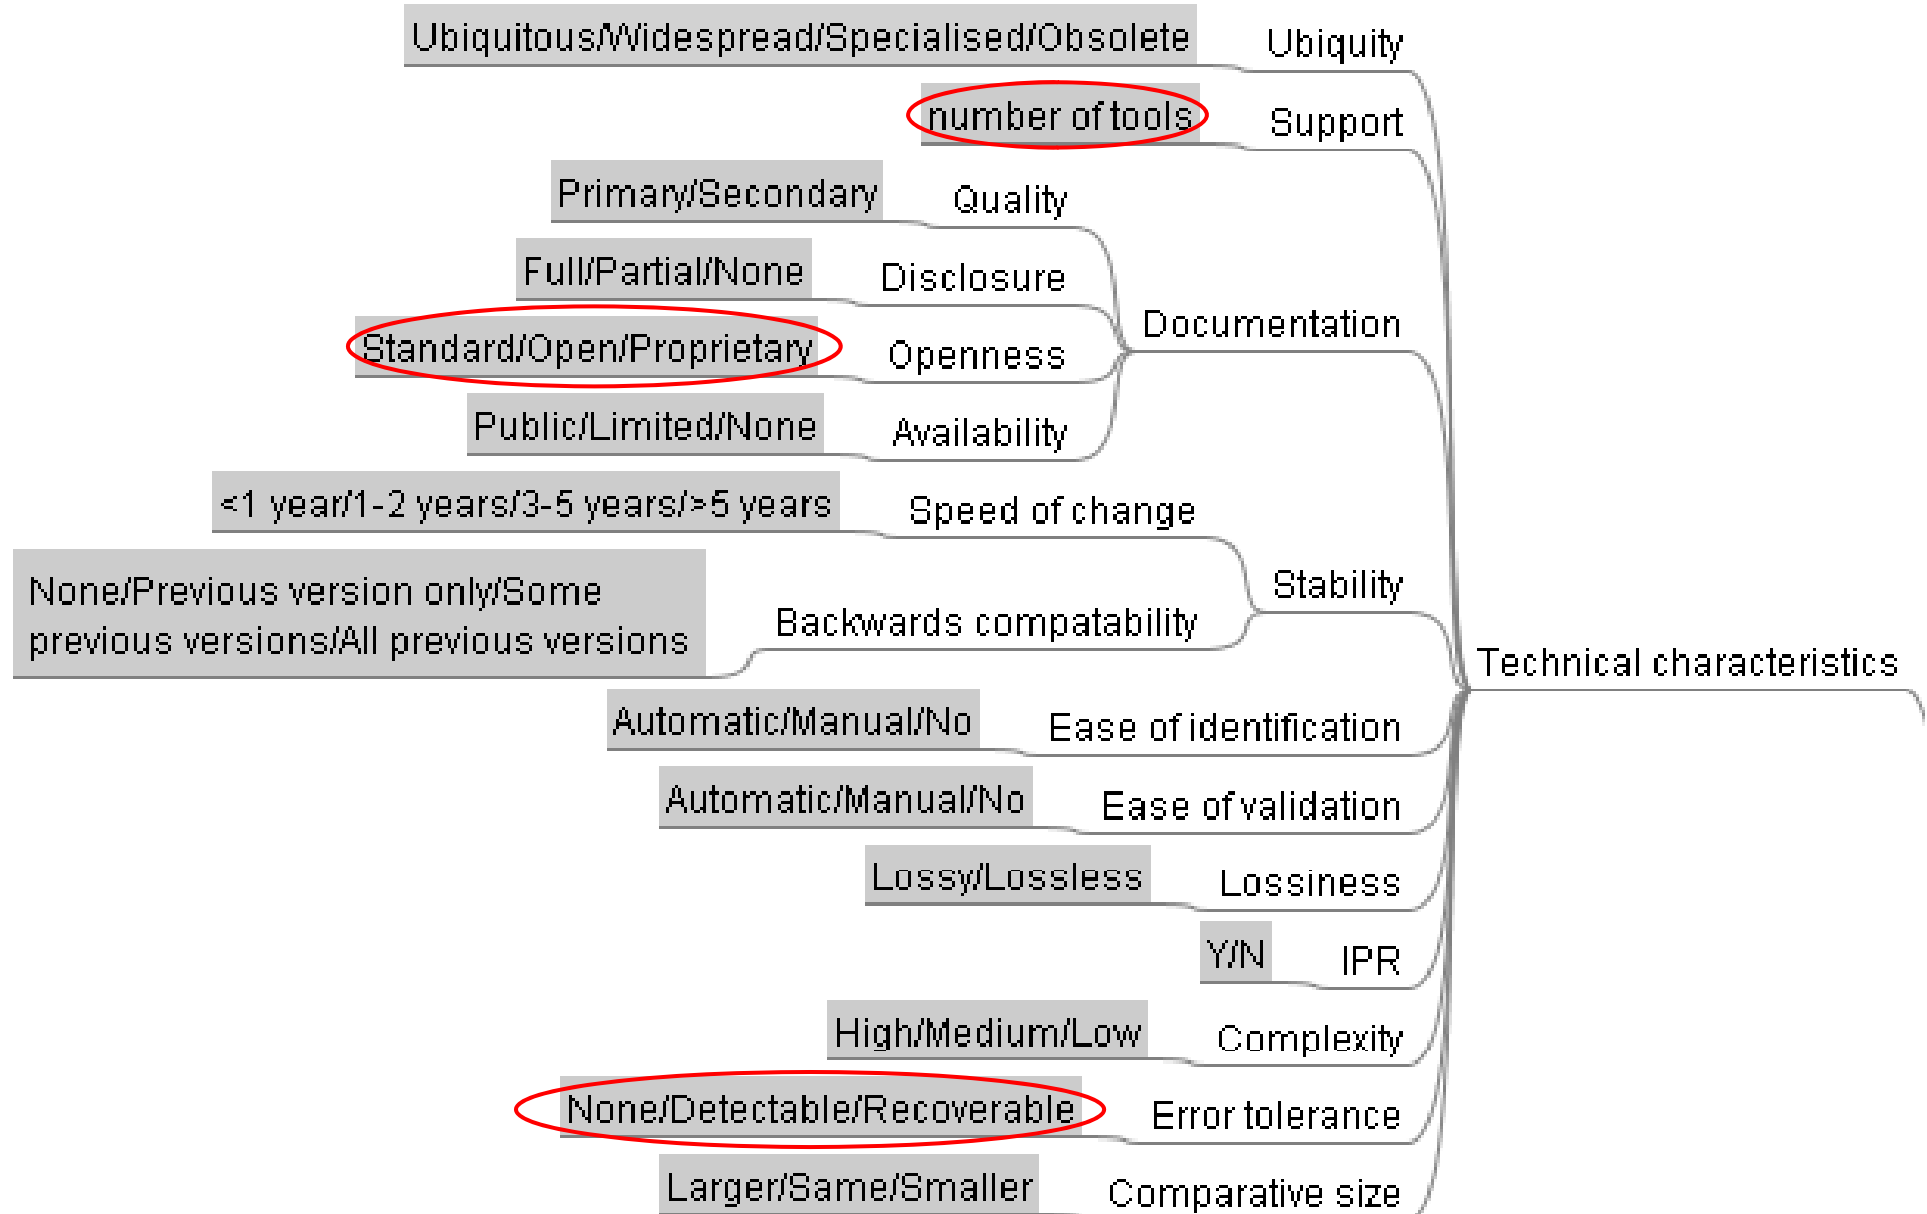 Ubiquitous/Widespread/Specialised/Obsolete Ubiquity
number of tools Support
Primary/Secondary Quality
Full/Partial/None Disclosure
Documentation
Standard/Open/Proprietary Openness
Public/Limited/None Availability
<1 year/1-2 years/3-5 years/>5 years Speed of change
Stability
None/Previous version only/Some
previous versions/All previous versions
Backwards compatability
Technical characteristics
Automatic/Manual/No Ease of identification
Automatic/Manual/No Ease of validation
Lossy/Lossless Lossiness
Y/N IPR
High/Medium/Low Complexity
None/Detectable/Recoverable Error tolerance
Larger/Same/Smaller Comparative size